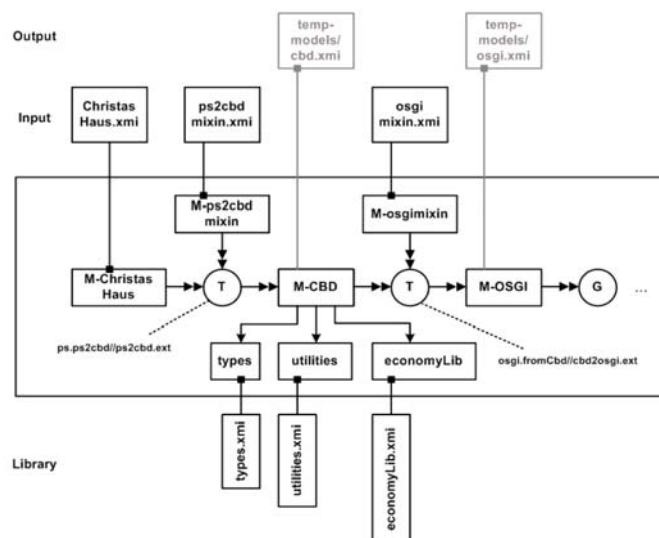 Output
temp-
models/
cbd.xmi
temp-
models/
osgi.xmi
Input
Christas
Haus.xmi
ps2cbd
mixin.xmi
osgi
mixin.xmi
M-ps2cbd
mixin
M-osgimixin
M-Christas
Haus
T
M-CBD
T
M-OSGI
G
...
ps.ps2cbd//ps2cbd.ext
types
utilities
economyLib
osgi.fromCbd//cbd2osgi.ext
Library
types.xmi
utilities.xmi
economyLib.xmi